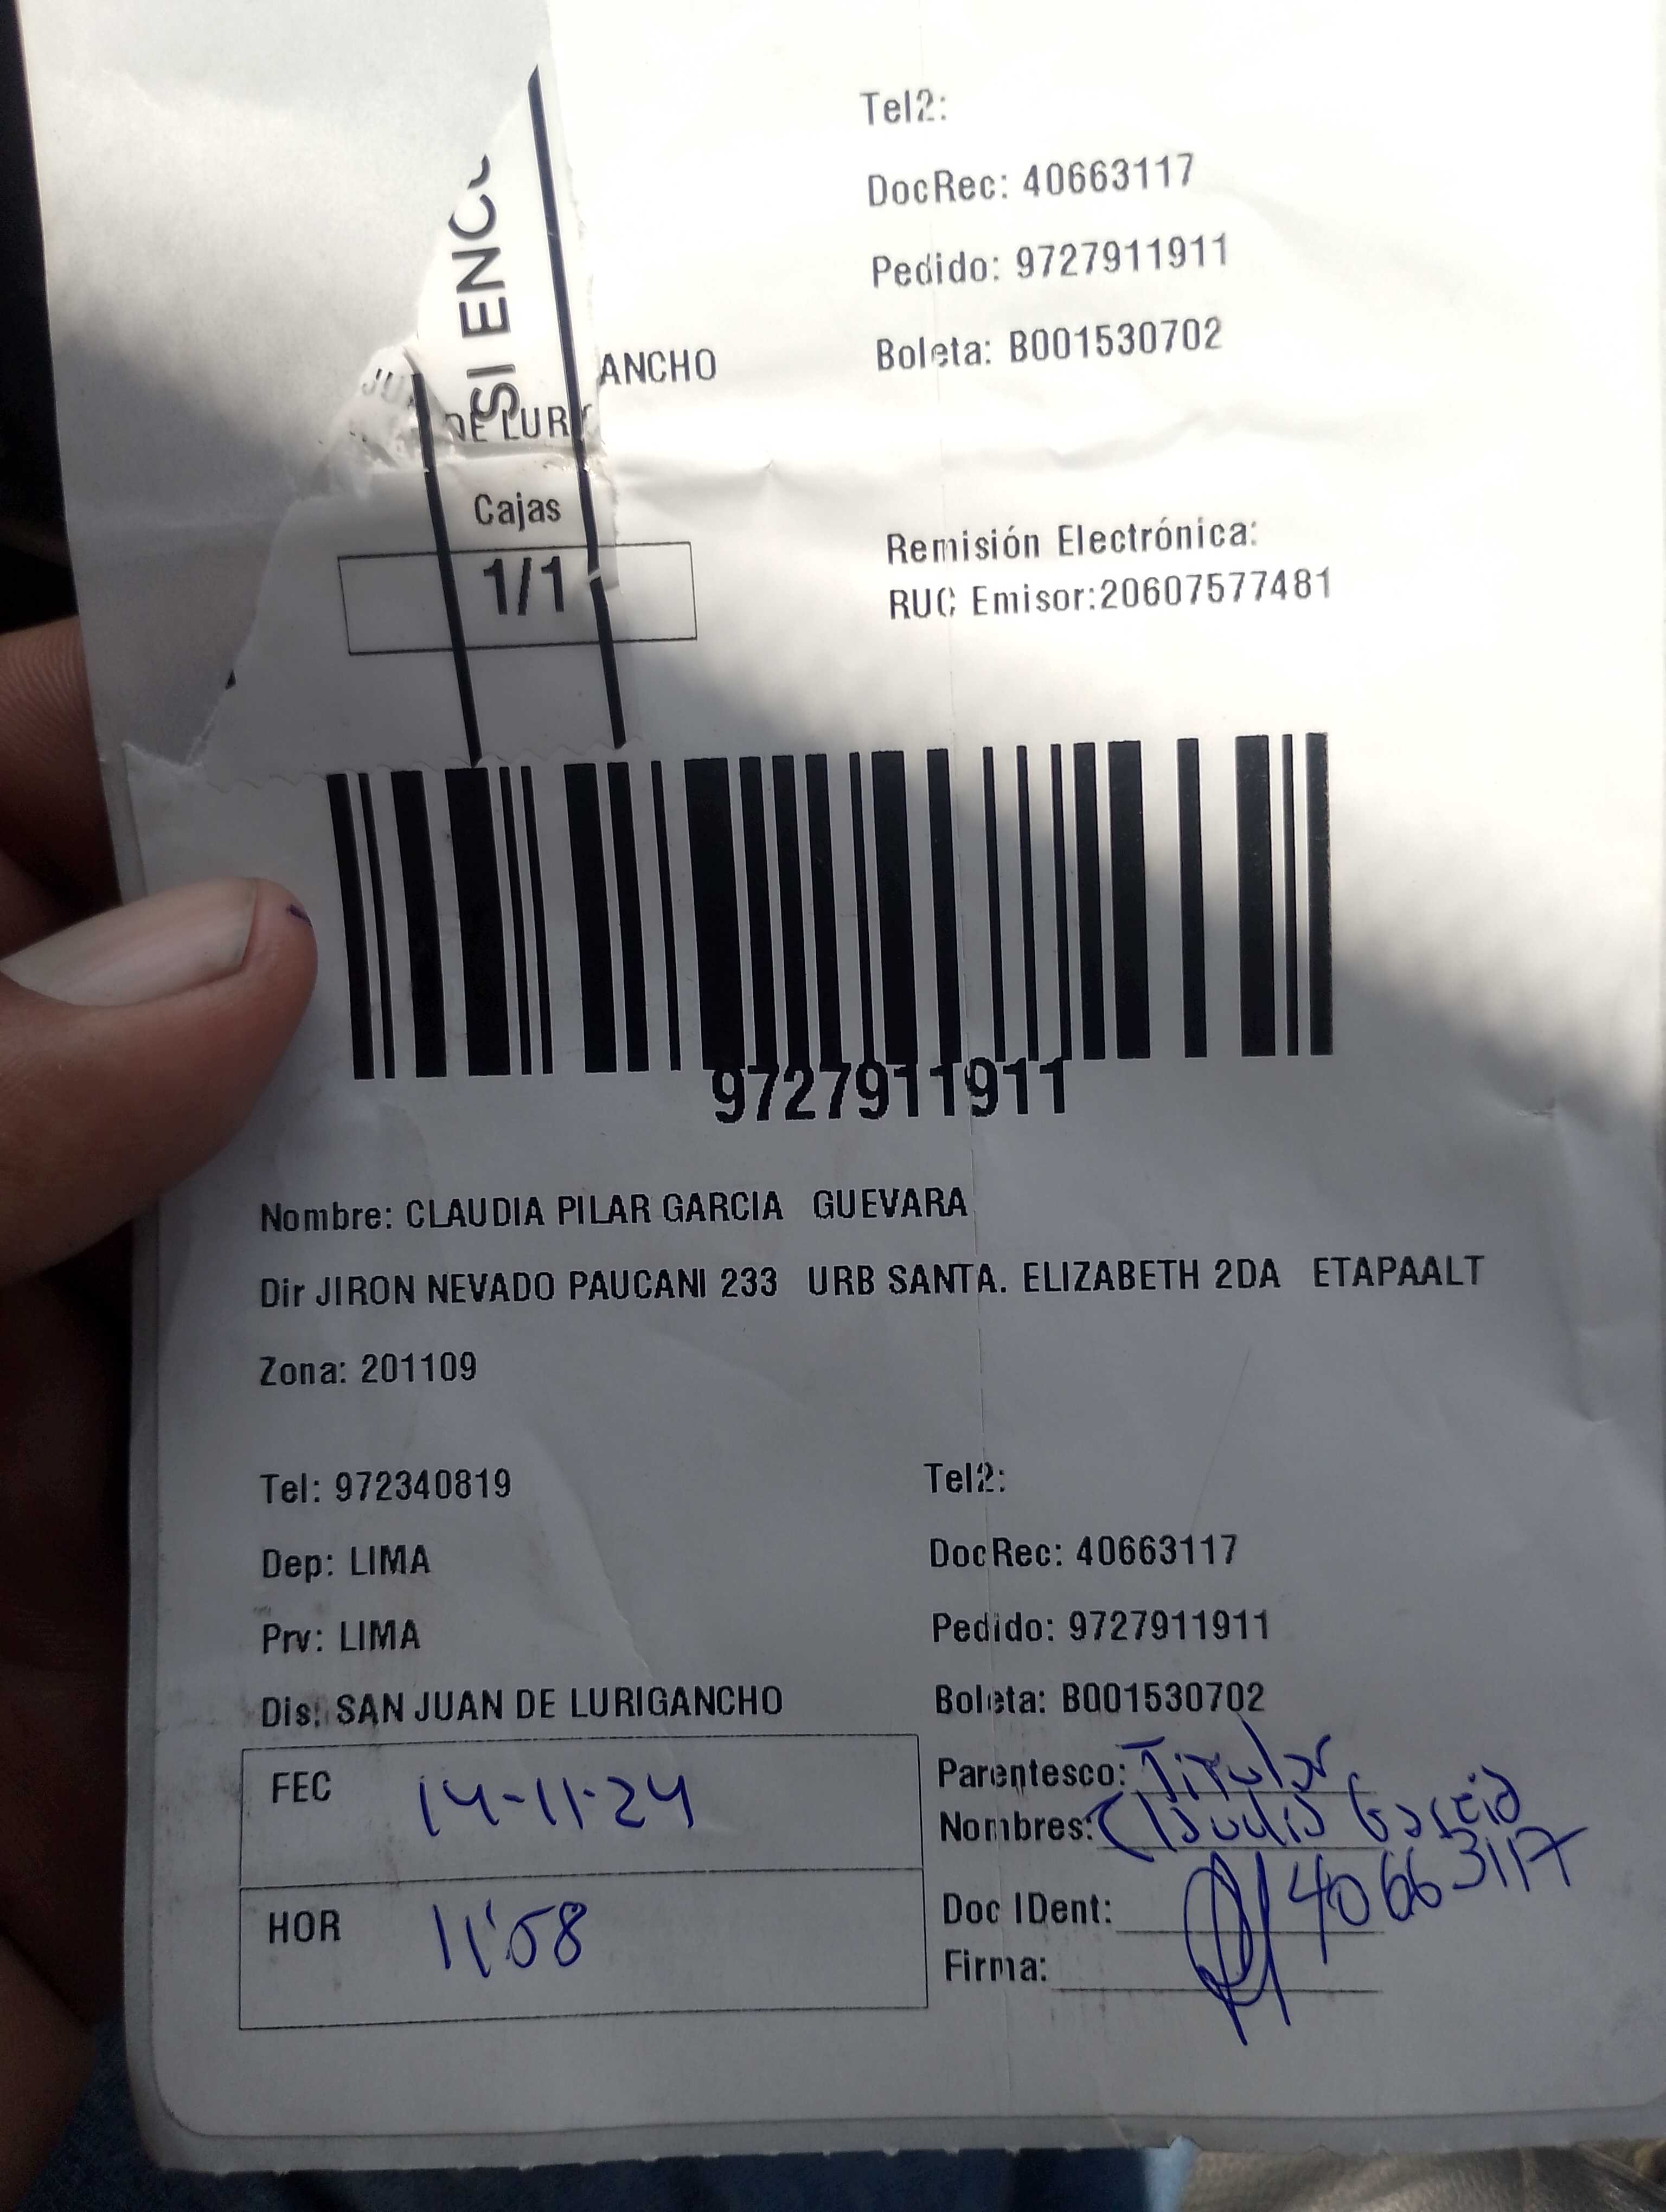 Tel2:
DocRec: 40663117
Pedido: 9727911911
Boleta: B001530702
SI ENC
ANCHO
DE LUR
Cajas
1/1
Remisión Electrónica:
RUC Emisor:20607577481
9727911911
Nombre: CLAUDIA PILAR GARCIA GUEVARA
Dir JIRON NEVADO PAUCANI 233 URB SANTA. ELIZABETH 2DA ETAPAALT
Zona: 201109
Tel: 972340819
Tel2:
Dep: LIMA
DocRec: 40663117
Prv: LIMA
Pedido: 9727911911
Dis: SAN JUAN DE LURIGANCHO
Boleta: B001530702
FEC 14-11-24
Parentesco: Titular
Nombres: Claudia Garcia
HOR 11:58
Doc IDent: 40663117
Firma: